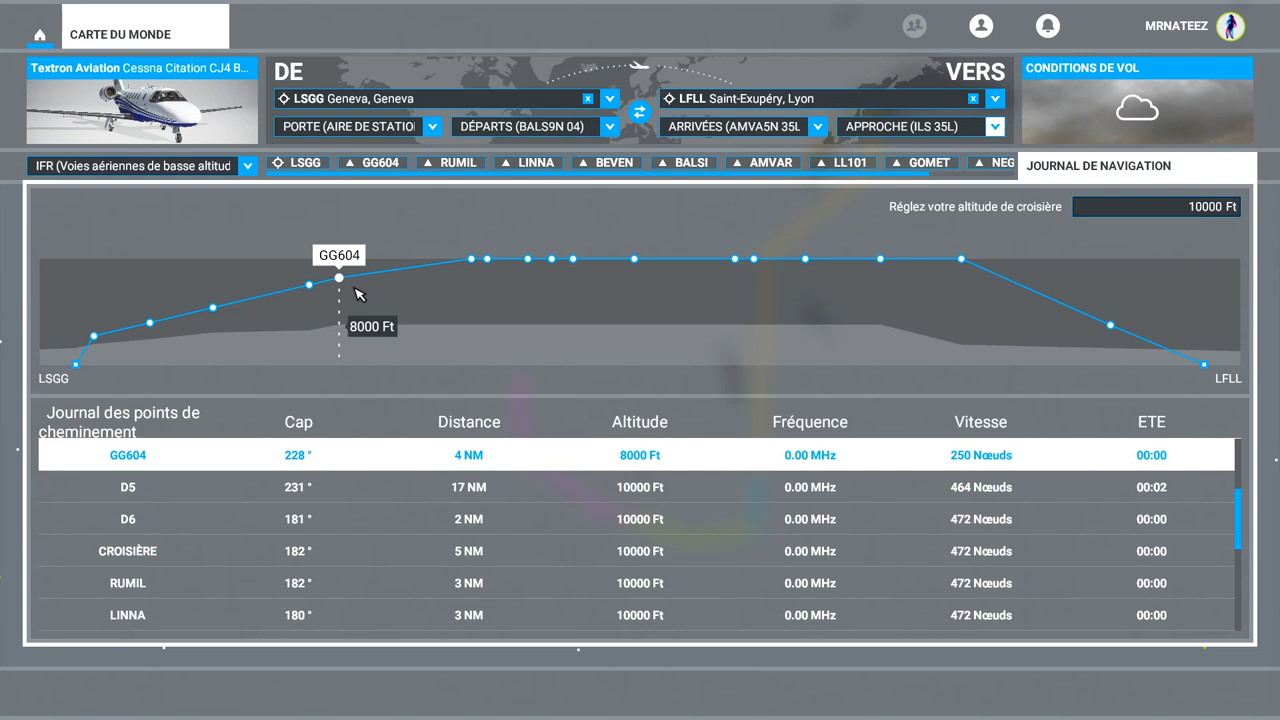 CARTE DU MONDE
MRNATEEZ
Textron Aviation Cessna Citation CJ4 B...
DE
VERS
CONDITIONS DE VOL
LSGG Geneva, Geneva
x
LFLL Saint-Exupéry, Lyon
x
PORTE (AIRE DE STATIO
DÉPARTS (BALS9N 04)
ARRIVÉES (AMVA5N 35L
APPROCHE (ILS 35L)
IFR (Voies aériennes de basse altitud
LSGG
GG604
RUMIL
LINNA
BEVEN
BALSI
AMVAR
LL101
GOMET
NEG
JOURNAL DE NAVIGATION
Réglez votre altitude de croisière
10000 Ft
GG604
8000 Ft
LSGG
LFLL
Journal des points de
cheminement
Cap
Distance
Altitude
Fréquence
Vitesse
ETE
GG604 228 ° 4 NM 8000 Ft 0.00 MHz 250 Nœuds 00:00
D5 231 ° 17 NM 10000 Ft 0.00 MHz 464 Nœuds 00:02
D6 181 ° 2 NM 10000 Ft 0.00 MHz 472 Nœuds 00:00
CROISIÈRE 182 ° 5 NM 10000 Ft 0.00 MHz 472 Nœuds 00:00
RUMIL 182 ° 3 NM 10000 Ft 0.00 MHz 472 Nœuds 00:00
LINNA 180 ° 3 NM 10000 Ft 0.00 MHz 472 Nœuds 00:00